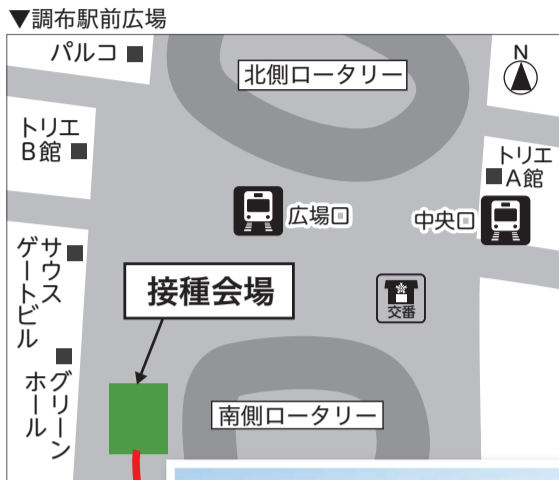 ▼調布駅前広場
パルコ
北側ロータリー
N
トリエ
B館
トリエ
A館
広場口
中央口
サウス
ゲートビル
接種会場
交番
グリーン
ホール
南側ロータリー